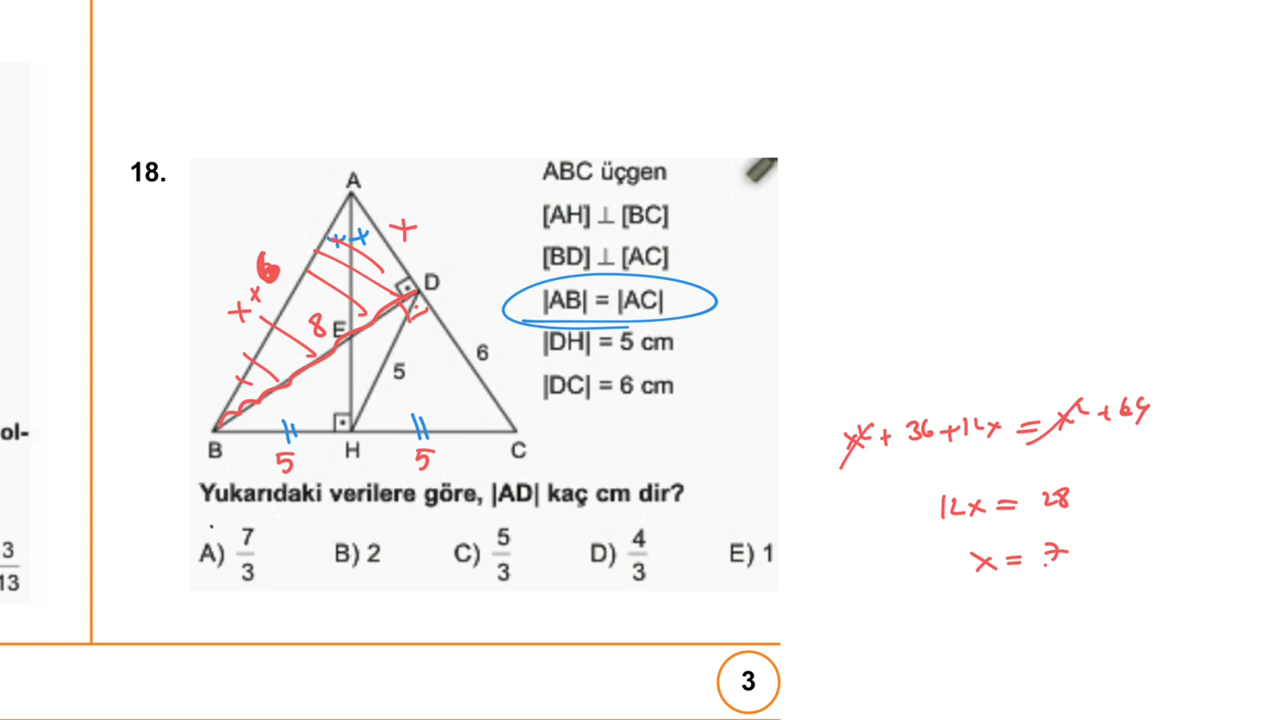 18.
ABC üçgen
[AH] ⊥ [BC]
[BD] ⊥ [AC]
|AB| = |AC|
|DH| = 5 cm
|DC| = 6 cm
A
x
6
x
D
8
E
6
5
B
H
C
5
5
Yukarıdaki verilere göre, |AD| kaç cm dir?
A) 7/3 B) 2 C) 5/3 D) 4/3 E) 1
x² + 36 + 12x = x² + 64
12x = 28
x = 7
ol-
3
13
3